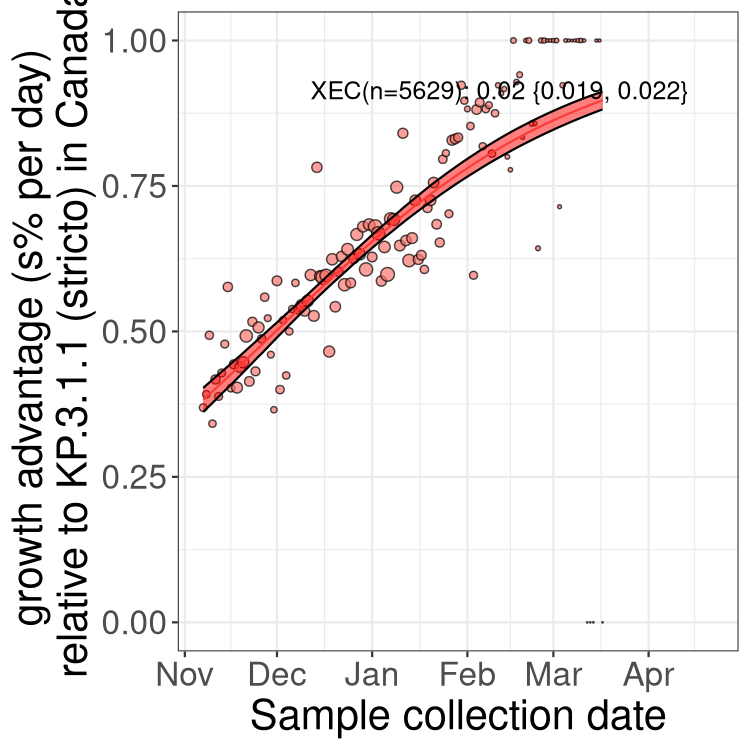 growth advantage (s% per day)
relative to KP.3.1.1 (stricto) in Canada
1.00
0.75
0.50
0.25
0.00
XEC(n=5629): 0.02 {0.019, 0.022}
Nov Dec Jan Feb Mar Apr
Sample collection date